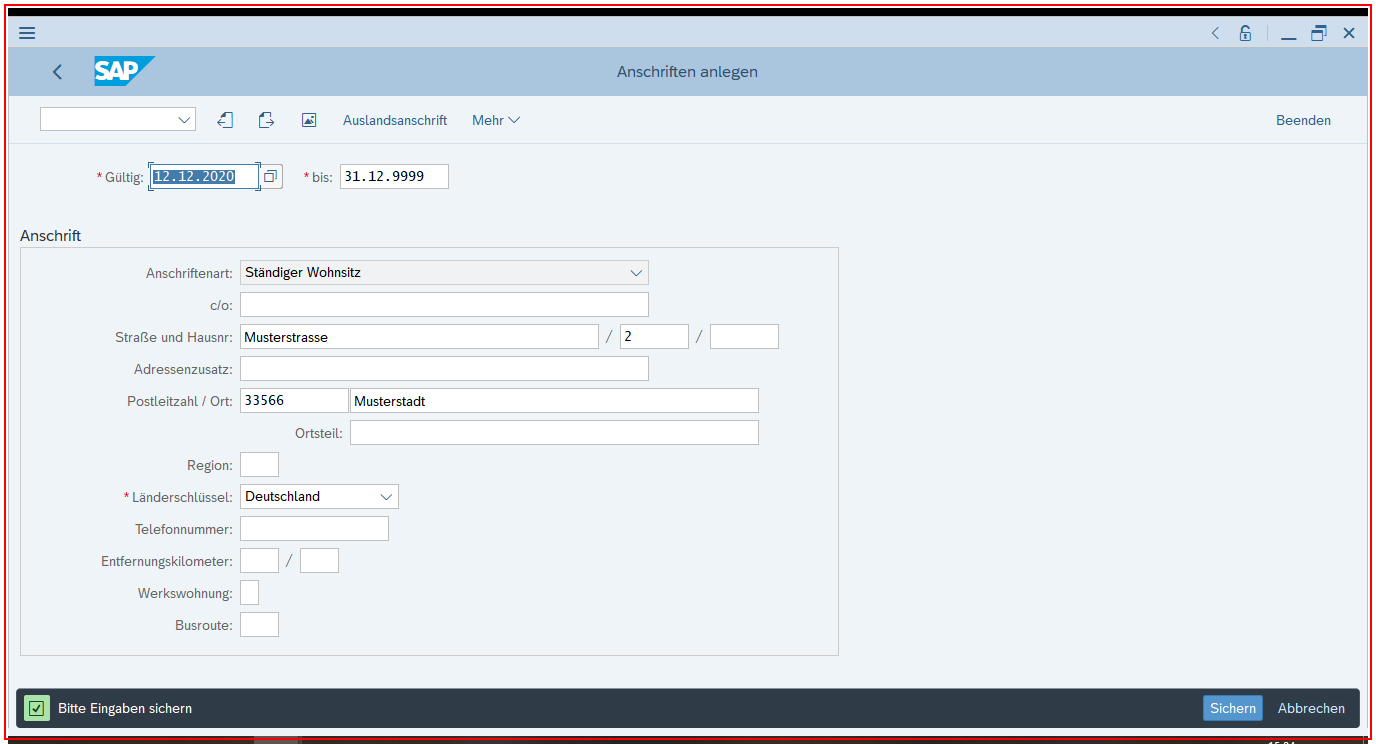 SAP
Anschriften anlegen
Auslandsanschrift Mehr Beenden
* Gültig: 12.12.2020 * bis: 31.12.9999
Anschrift
Anschriftenart: Ständiger Wohnsitz
c/o:
Straße und Hausnr: Musterstrasse / 2 /
Adressenzusatz:
Postleitzahl / Ort: 33566 Musterstadt
Ortsteil:
Region:
* Länderschlüssel: Deutschland
Telefonnummer:
Entfernungskilometer: /
Werkswohnung:
Busroute:
Bitte Eingaben sichern Sichern Abbrechen